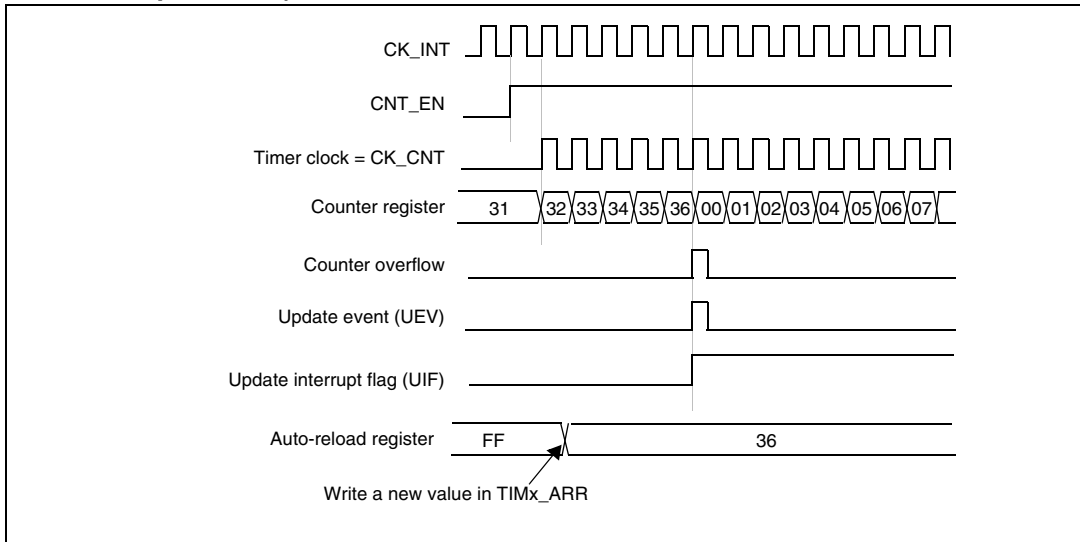 CK_INT
CNT_EN
Timer clock = CK_CNT
Counter register 31 32 33 34 35 36 00 01 02 03 04 05 06 07
Counter overflow
Update event (UEV)
Update interrupt flag (UIF)
Auto-reload register FF 36
Write a new value in TIMx_ARR